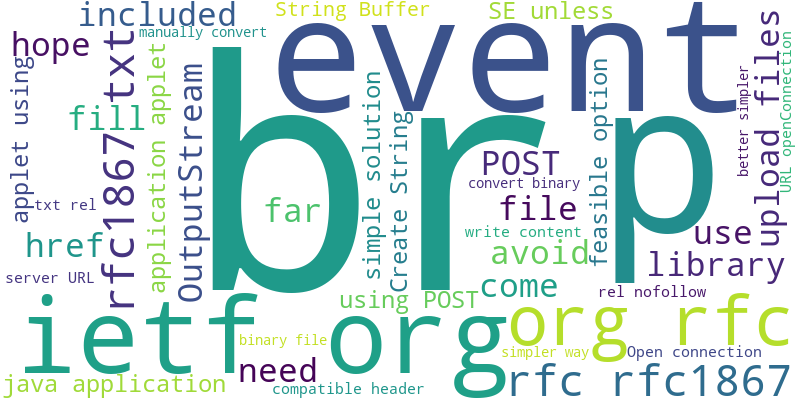 included
String Buffer
SE unless
manually convert
hope
event
br p
applet using
fill
rfc1867 txt
application applet
OutputStream
far
simple solution
Create String
POST
convert binary
file
feasible option
better simpler
upload files
URL openConnection
txt rel
href
write content
avoid
use
library
server URL
come
rel nofollow
using POST
ietf org
org rfc
binary file
simpler way
Open connection
need
java application
compatible header
rfc rfc1867